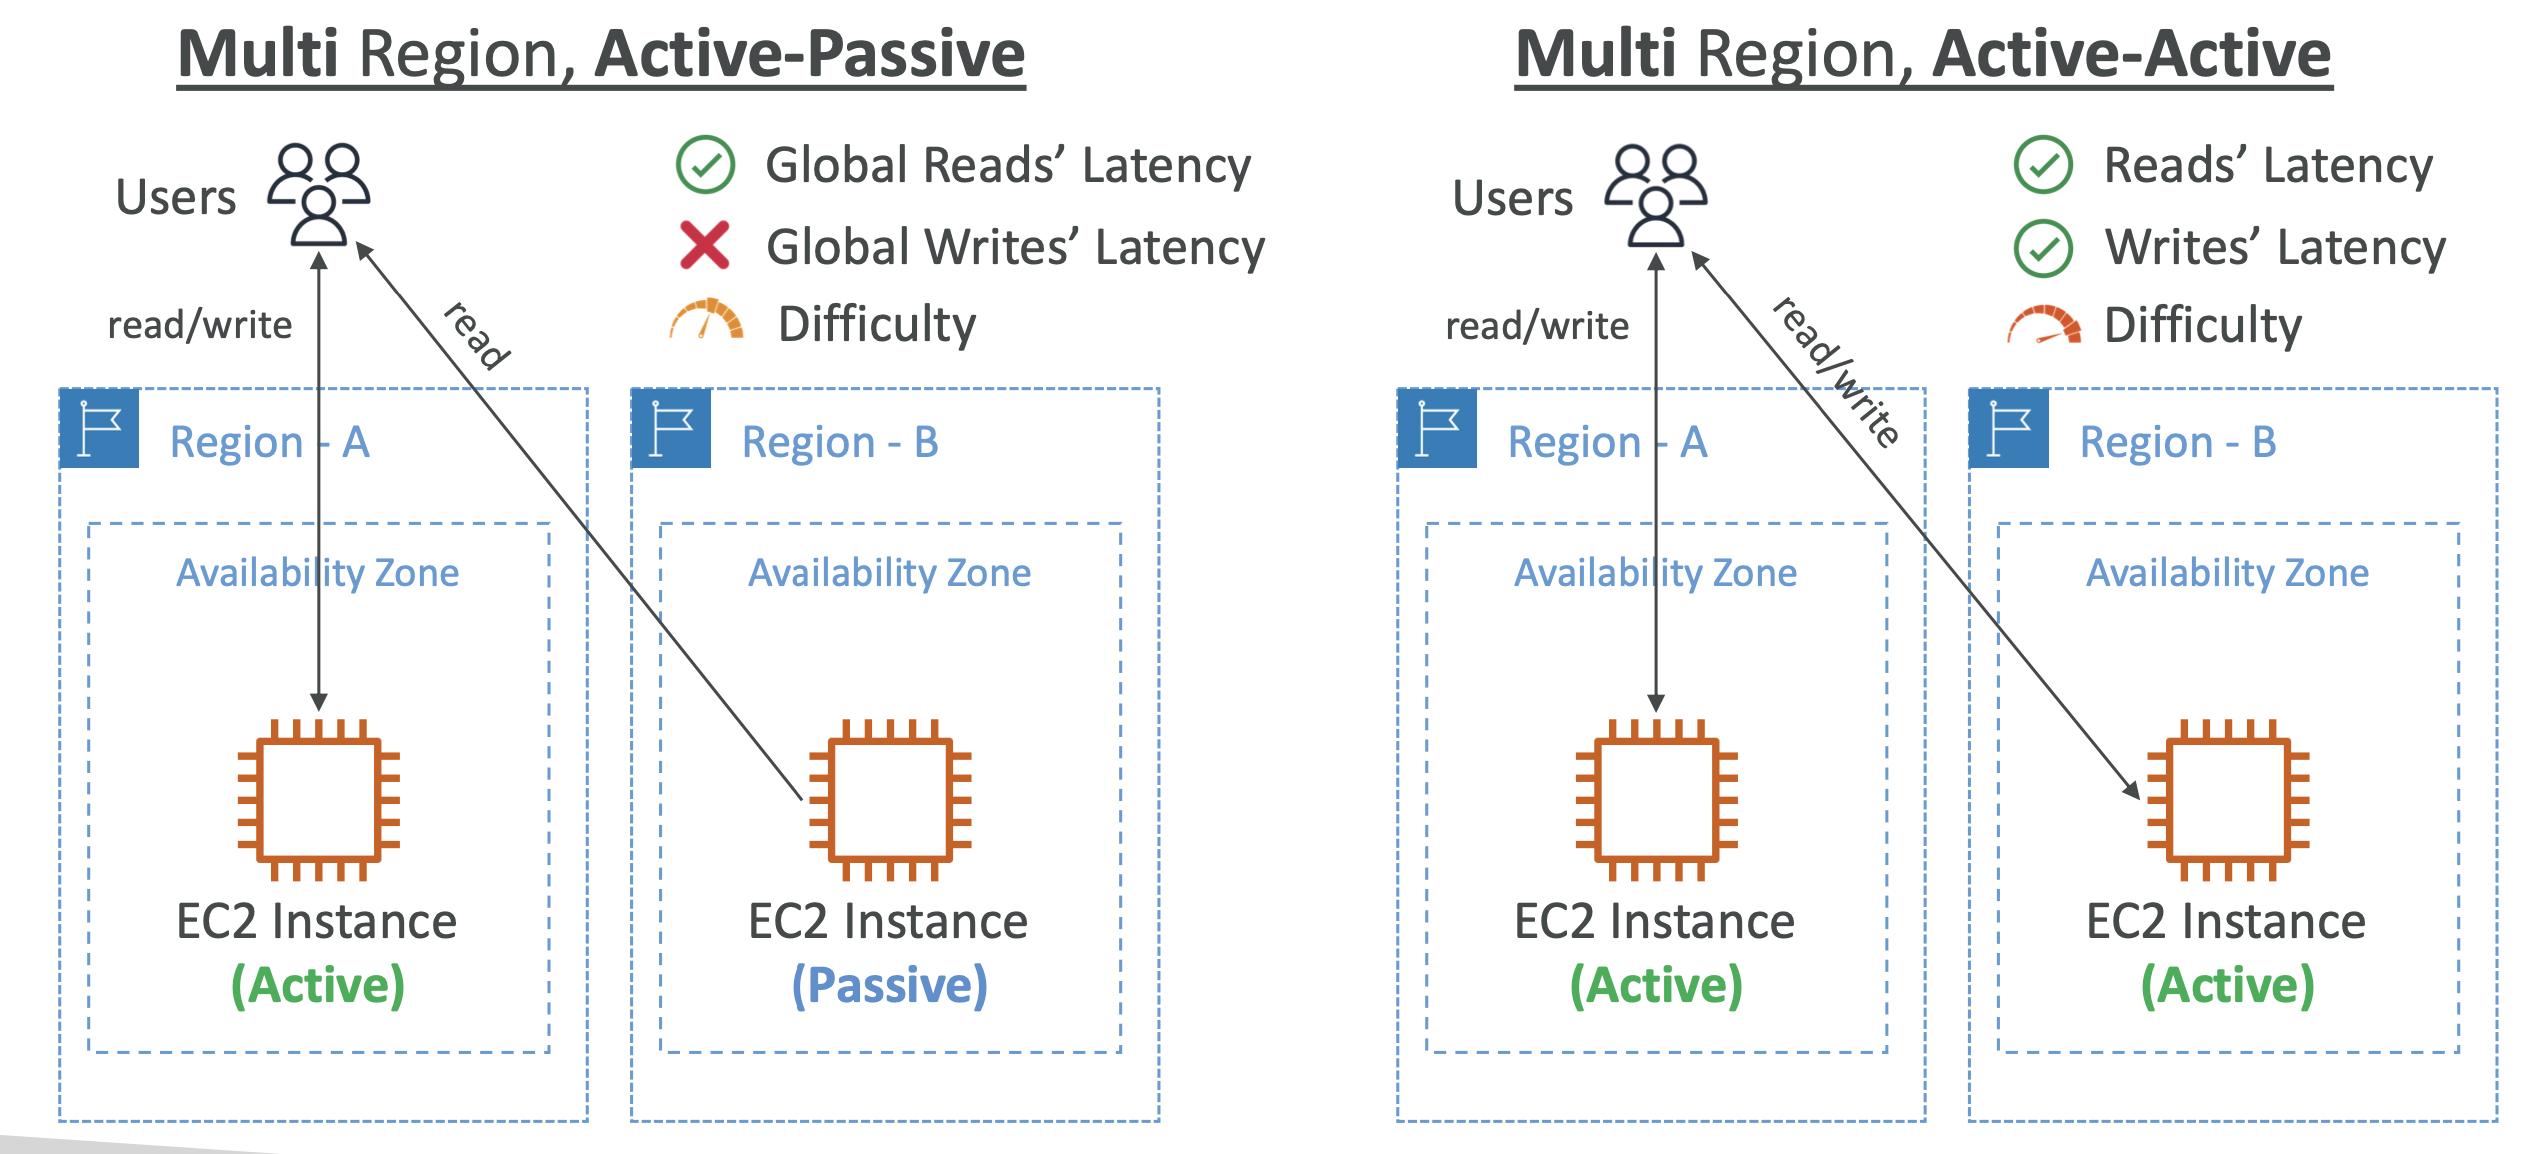 Multi Region, Active-Passive
Users
Global Reads’ Latency
Global Writes’ Latency
Difficulty
read/write
read
Region - A
Availability Zone
EC2 Instance
(Active)
Region - B
Availability Zone
EC2 Instance
(Passive)
Multi Region, Active-Active
Users
Reads’ Latency
Writes’ Latency
Difficulty
read/write
read/write
Region - A
Availability Zone
EC2 Instance
(Active)
Region - B
Availability Zone
EC2 Instance
(Active)